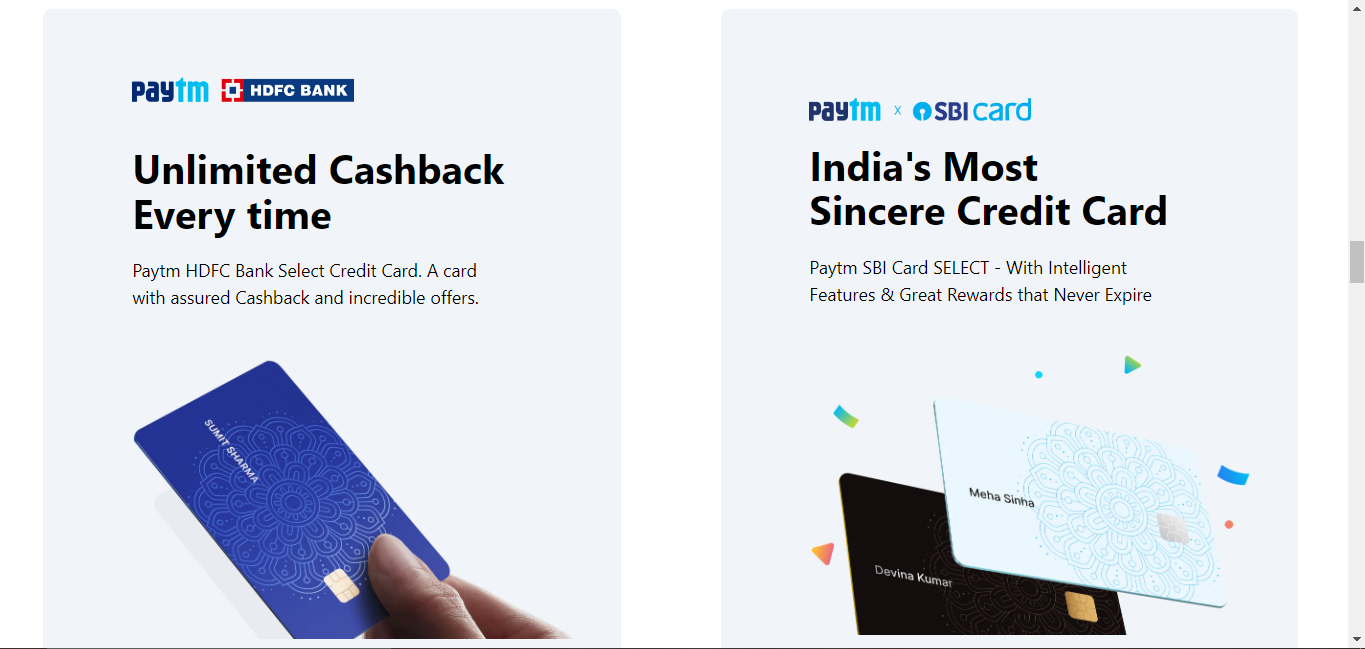 paytm HDFC BANK
Unlimited Cashback
Every time
Paytm HDFC Bank Select Credit Card. A card
with assured Cashback and incredible offers.
SUMIT SHARMA
paytm x SBI card
India's Most
Sincere Credit Card
Paytm SBI Card SELECT - With Intelligent
Features & Great Rewards that Never Expire
Meha Sinha
Devina Kumar